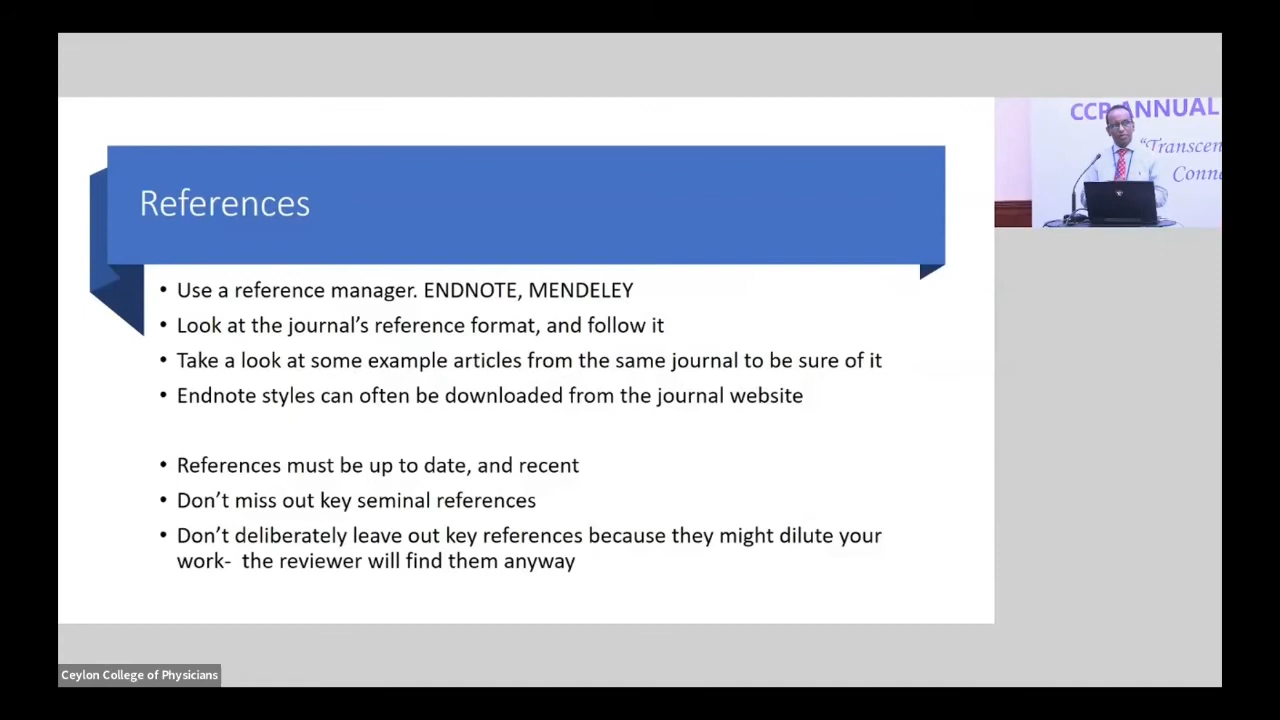 References
• Use a reference manager. ENDNOTE, MENDELEY
• Look at the journal’s reference format, and follow it
• Take a look at some example articles from the same journal to be sure of it
• Endnote styles can often be downloaded from the journal website
• References must be up to date, and recent
• Don’t miss out key seminal references
• Don’t deliberately leave out key references because they might dilute your
work-  the reviewer will find them anyway
CCP ANNUAL
“Transcen
Conne
Ceylon College of Physicians